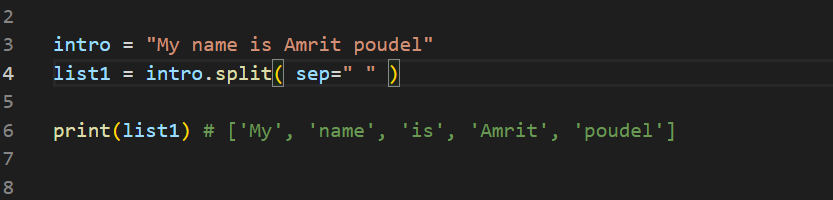 2
3 intro = "My name is Amrit poudel"
4 list1 = intro.split( sep=" " )
5
6 print(list1) # ['My', 'name', 'is', 'Amrit', 'poudel']
7
8